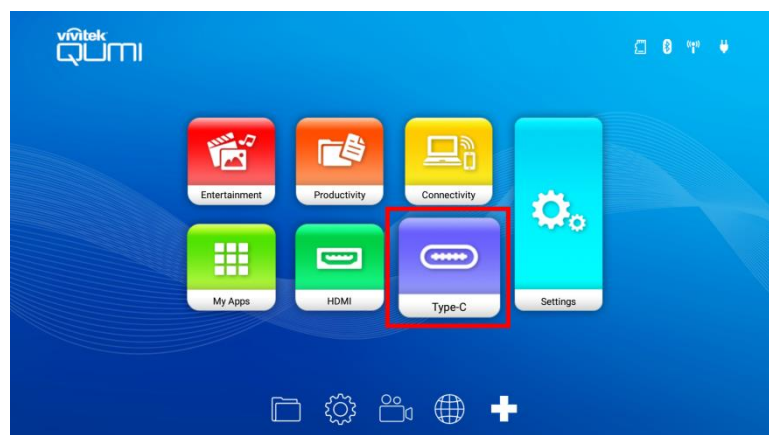 vivitek
QUMI
Entertainment
Productivity
Connectivity
My Apps
HDMI
Type-C
Settings